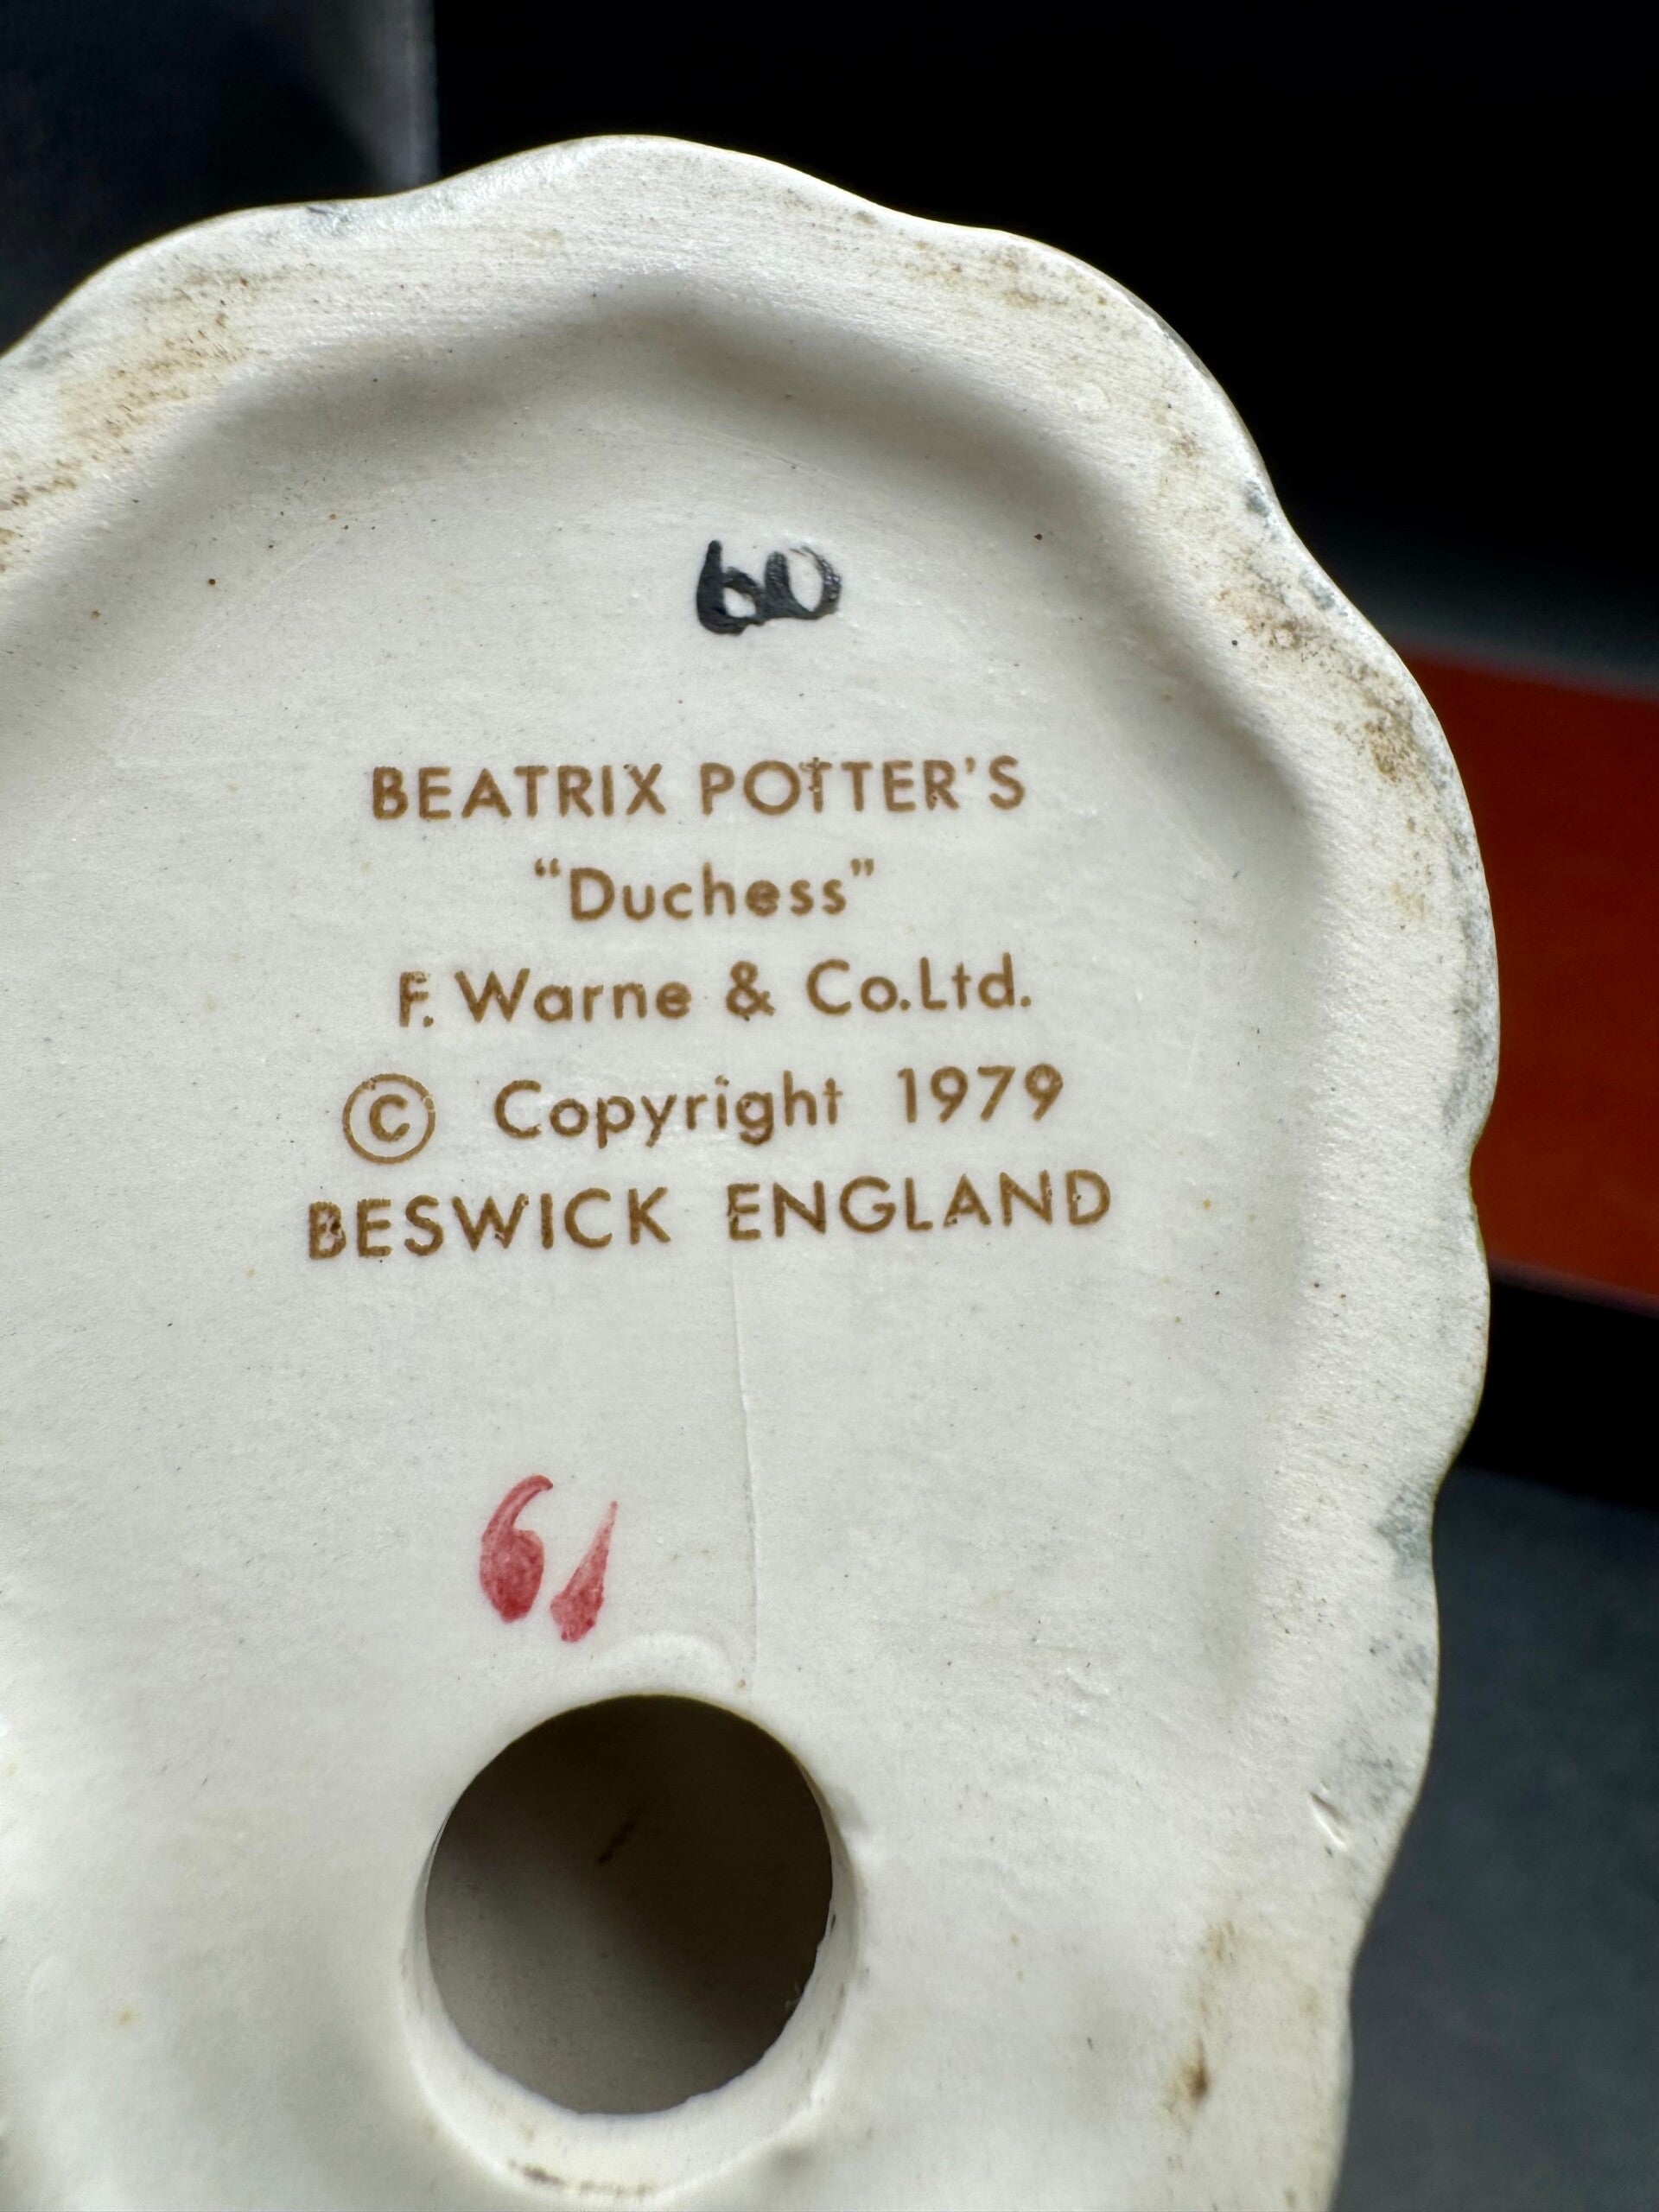 60
BEATRIX POTTER'S
“Duchess”
F. Warne & Co.Ltd.
© Copyright 1979
BESWICK ENGLAND
61